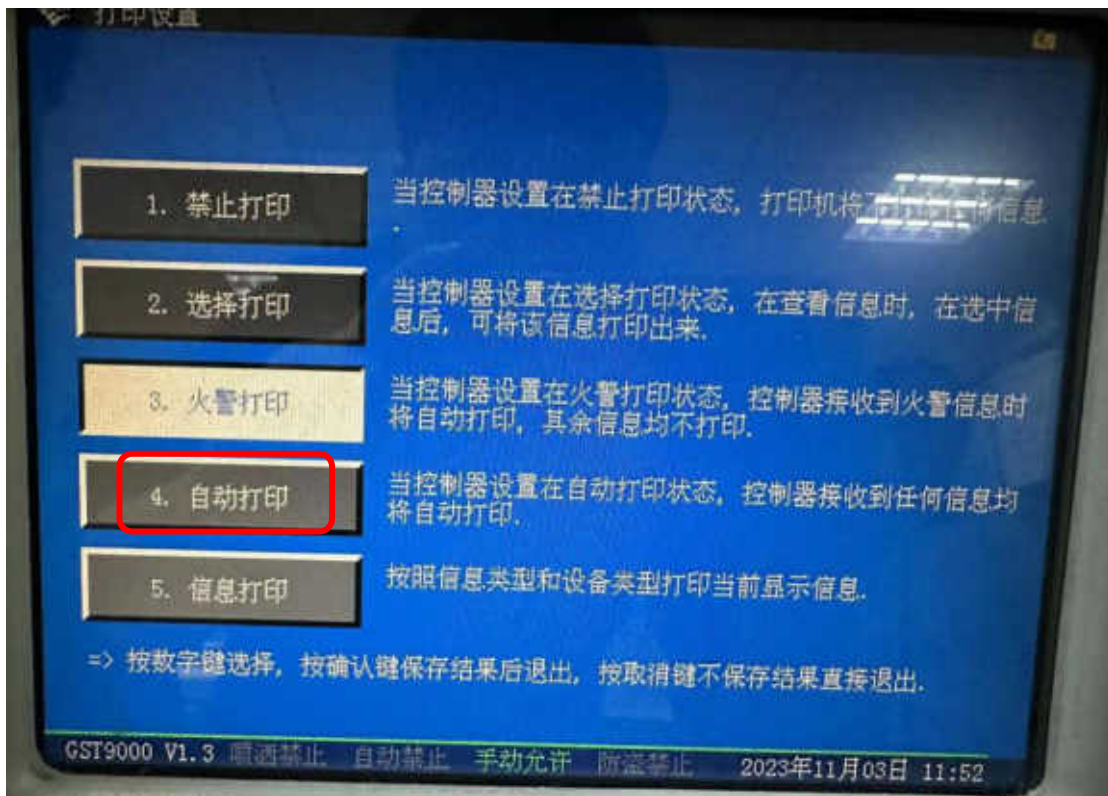 打印设置
1. 禁止打印
当控制器设置在禁止打印状态, 打印机将 信息
.
2. 选择打印
当控制器设置在选择打印状态, 在查看信息时, 在选中信
息后, 可将该信息打印出来.
3. 火警打印
当控制器设置在火警打印状态, 控制器接收到火警信息时
将自动打印, 其余信息均不打印.
4. 自动打印
当控制器设置在自动打印状态, 控制器接收到任何信息均
将自动打印.
5. 信息打印
按照信息类型和设备类型打印当前显示信息.
=> 按数字键选择, 按确认键保存结果后退出, 按取消键不保存结果直接退出.
GST9000 V1.3 喷洒禁止 自动禁止 手动允许 防盗禁止 2023年11月03日 11:52